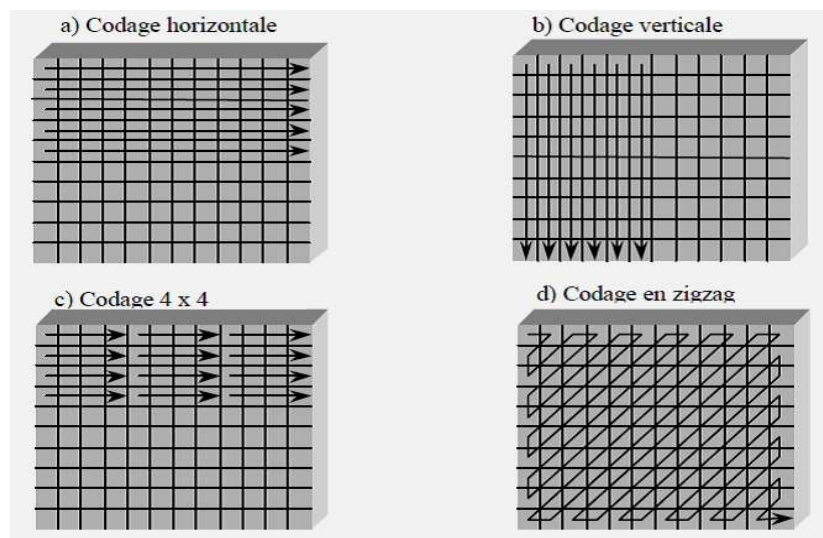 a) Codage horizontale
b) Codage verticale
c) Codage 4 x 4
d) Codage en zigzag